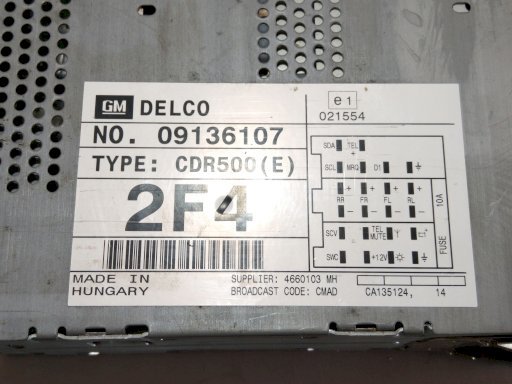 GM DELCO
NO. 09136107
TYPE: CDR500(E)
2F4
MADE IN
HUNGARY
SUPPLIER: 4660103 MH
BROADCAST CODE: CMAD
e1
021554
SDA TEL +
SCL MRQ D1
+ + + +
RR FR FL RL
- - - -
10A
FUSE
SCV TEL MUTE
SWC +12V
CA135124, 14